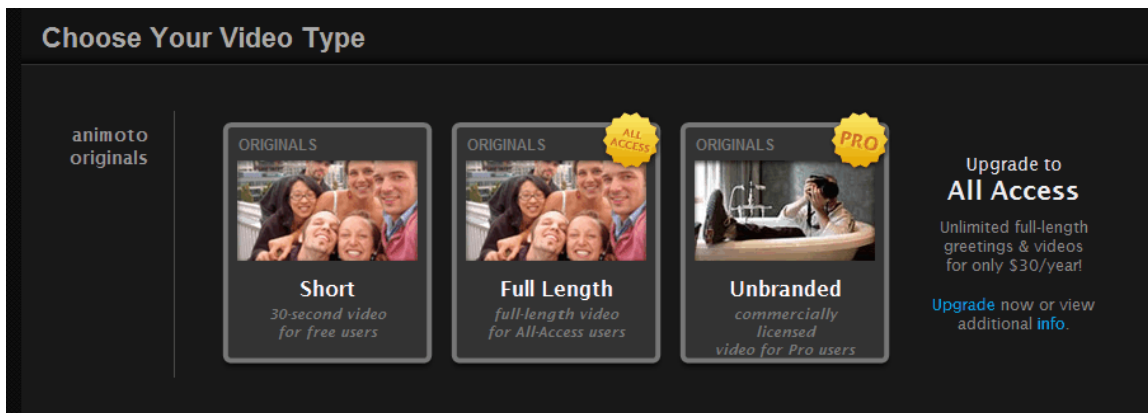 Choose Your Video Type
animoto
originals
ORIGINALS
ALL
ACCESS
Short
30-second video
for free users
ORIGINALS
Full Length
full-length video
for All-Access users
ORIGINALS
PRO
Unbranded
commercially
licensed
video for Pro users
Upgrade to
All Access
Unlimited full-length
greetings & videos
for only $30/year!
Upgrade now or view
additional info.